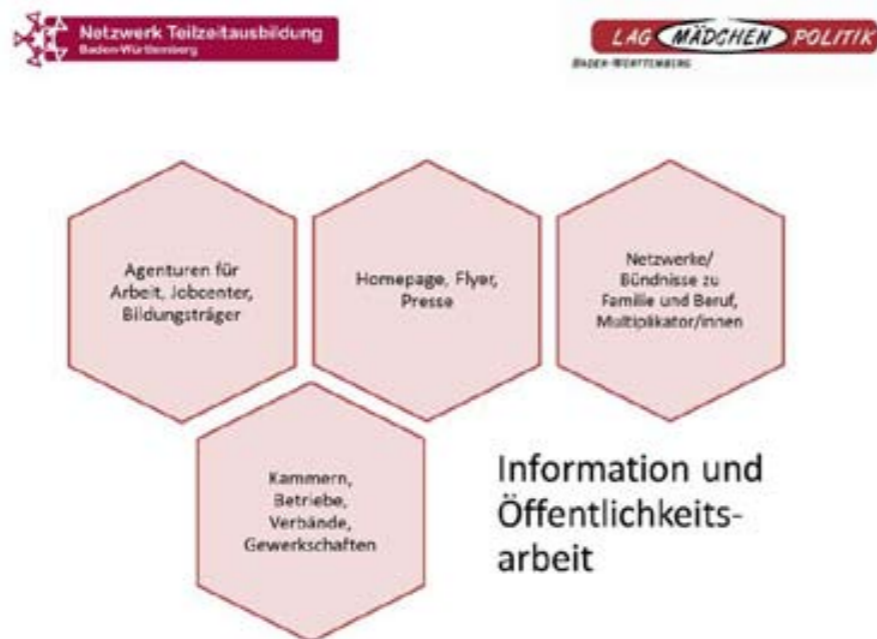 Netzwerk Teilzeitausbildung
Baden-Württemberg
LAG MÄDCHEN POLITIK
BADEN-WÜRTTEMBERG
Agenturen für
Arbeit, Jobcenter,
Bildungsträger
Homepage, Flyer,
Presse
Netzwerke/
Bündnisse zu
Familie und Beruf,
Multiplikator/innen
Kammern,
Betriebe,
Verbände,
Gewerkschaften
Information und
Öffentlichkeits-
arbeit